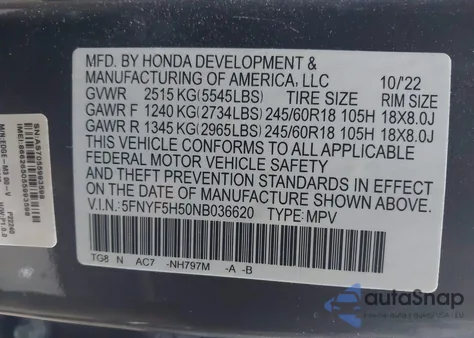 MFD. BY HONDA DEVELOPMENT &
MANUFACTURING OF AMERICA, LLC 10/'22
GVWR 2515 KG(5545LBS) TIRE SIZE RIM SIZE
GAWR F 1240 KG(2734LBS) 245/60R18 105H 18X8.0J
GAWR R 1345 KG(2965LBS) 245/60R18 105H 18X8.0J
THIS VEHICLE CONFORMS TO ALL APPLICABLE
FEDERAL MOTOR VEHICLE SAFETY AND
THEFT PREVENTION STANDARDS IN EFFECT
ON THE DATE OF MANUFACTURE SHOWN ABOVE.
V.I.N.:5FNYF5H50NB036620 TYPE:MPV
TG8 N AC7 -NH797M -A -B
autoSnap